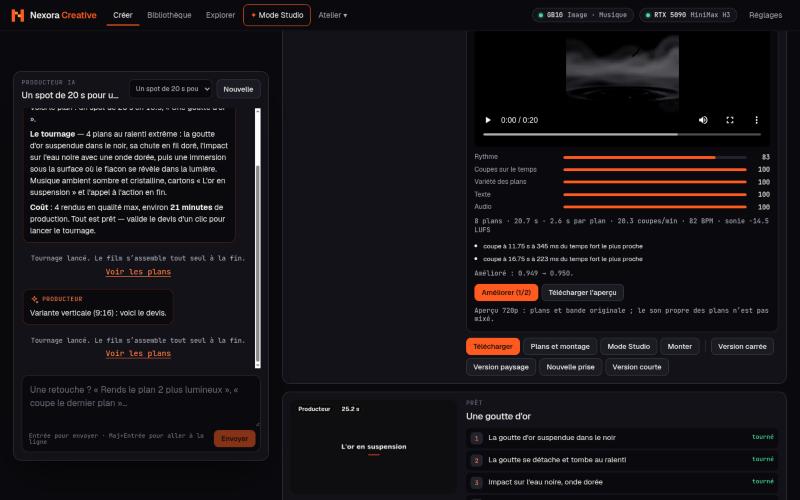 Nexora Creative
Créer
Bibliothèque
Explorer
✦ Mode Studio
Atelier ▾
GB10 Image · Musique
RTX 5090 MiniMax H3
Réglages
PRODUCTEUR IA
Un spot de 20 s pour u...
Un spot de 20 s pou
Nouvelle
Voici le plan : un spot de 20 s en 16:9, « Une goutte d'or
».
Le tournage — 4 plans au ralenti extrême : la goutte
d'or suspendue dans le noir, sa chute en fil doré, l'impact
sur l'eau noire avec une onde dorée, puis une immersion
sous la surface où le flacon se révèle dans la lumière.
Musique ambient sombre et cristalline, cartons « L'or en
suspension » et l'appel à l'action en fin.
Coût : 4 rendus en qualité max, environ 21 minutes de
production. Tout est prêt — valide le devis d'un clic pour
lancer le tournage.
Tournage lancé. Le film s'assemble tout seul à la fin.
Voir les plans
PRODUCTEUR
Variante verticale (9:16) : voici le devis.
Tournage lancé. Le film s'assemble tout seul à la fin.
Voir les plans
Une retouche ? « Rends le plan 2 plus lumineux », «
coupe le dernier plan »…
Entrée pour envoyer · Maj+Entrée pour aller à la
ligne
Envoyer
0:00 / 0:20
Rythme 83
Coupes sur le temps 100
Variété des plans 100
Texte 100
Audio 100
8 plans · 20.7 s · 2.6 s par plan · 20.3 coupes/min · 82 BPM · sonie -14.5
LUFS
• coupe à 11.75 s à 345 ms du temps fort le plus proche
• coupe à 16.75 s à 223 ms du temps fort le plus proche
Amélioré : 0.949 → 0.950.
Améliorer (1/2)
Télécharger l'aperçu
Aperçu 720p : plans et bande originale ; le son propre des plans n'est pas
mixé.
Télécharger
Plans et montage
Mode Studio
Monter
Version carrée
Version paysage
Nouvelle prise
Version courte
Producteur 25.2 s
L'or en suspension
PRÊT
Une goutte d'or
1 La goutte d'or suspendue dans le noir tourné
2 La goutte se détache et tombe au ralenti tourné
3 Impact sur l'eau noire, onde dorée tourné